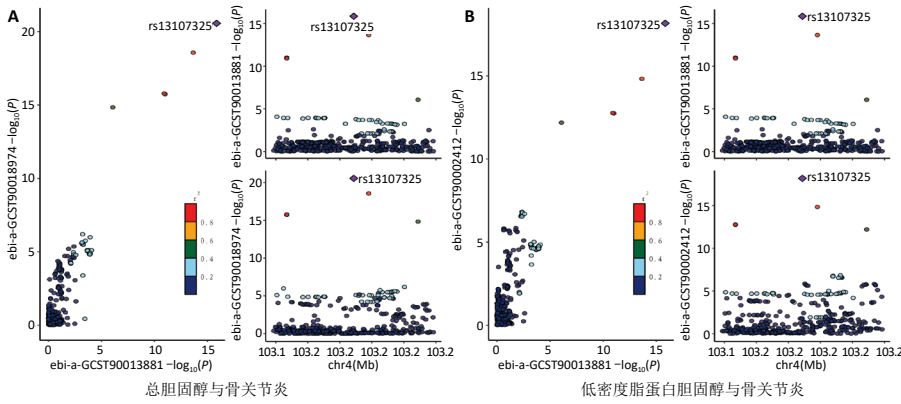 A
ebi-a-GCST90018974 −log₁₀(P)
20
15
10
5
0
rs13107325
r²
0.8
0.6
0.4
0.2
0
5
10
15
ebi-a-GCST90013881 −log₁₀(P)
ebi-a-GCST90013881 −log₁₀(P)
15
10
5
0
rs13107325
ebi-a-GCST90018974 −log₁₀(P)
20
15
10
5
0
rs13107325
103.1
103.2
103.2
103.2
103.2
103.2
chr4(Mb)
总胆固醇与骨关节炎
B
ebi-a-GCST90002412 −log₁₀(P)
15
10
5
0
rs13107325
r²
0.8
0.6
0.4
0.2
0
5
10
15
ebi-a-GCST90013881 −log₁₀(P)
ebi-a-GCST90013881 −log₁₀(P)
15
10
5
0
rs13107325
ebi-a-GCST90002412 −log₁₀(P)
15
10
5
0
rs13107325
103.1
103.2
103.2
103.2
103.2
103.2
chr4(Mb)
低密度脂蛋白胆固醇与骨关节炎